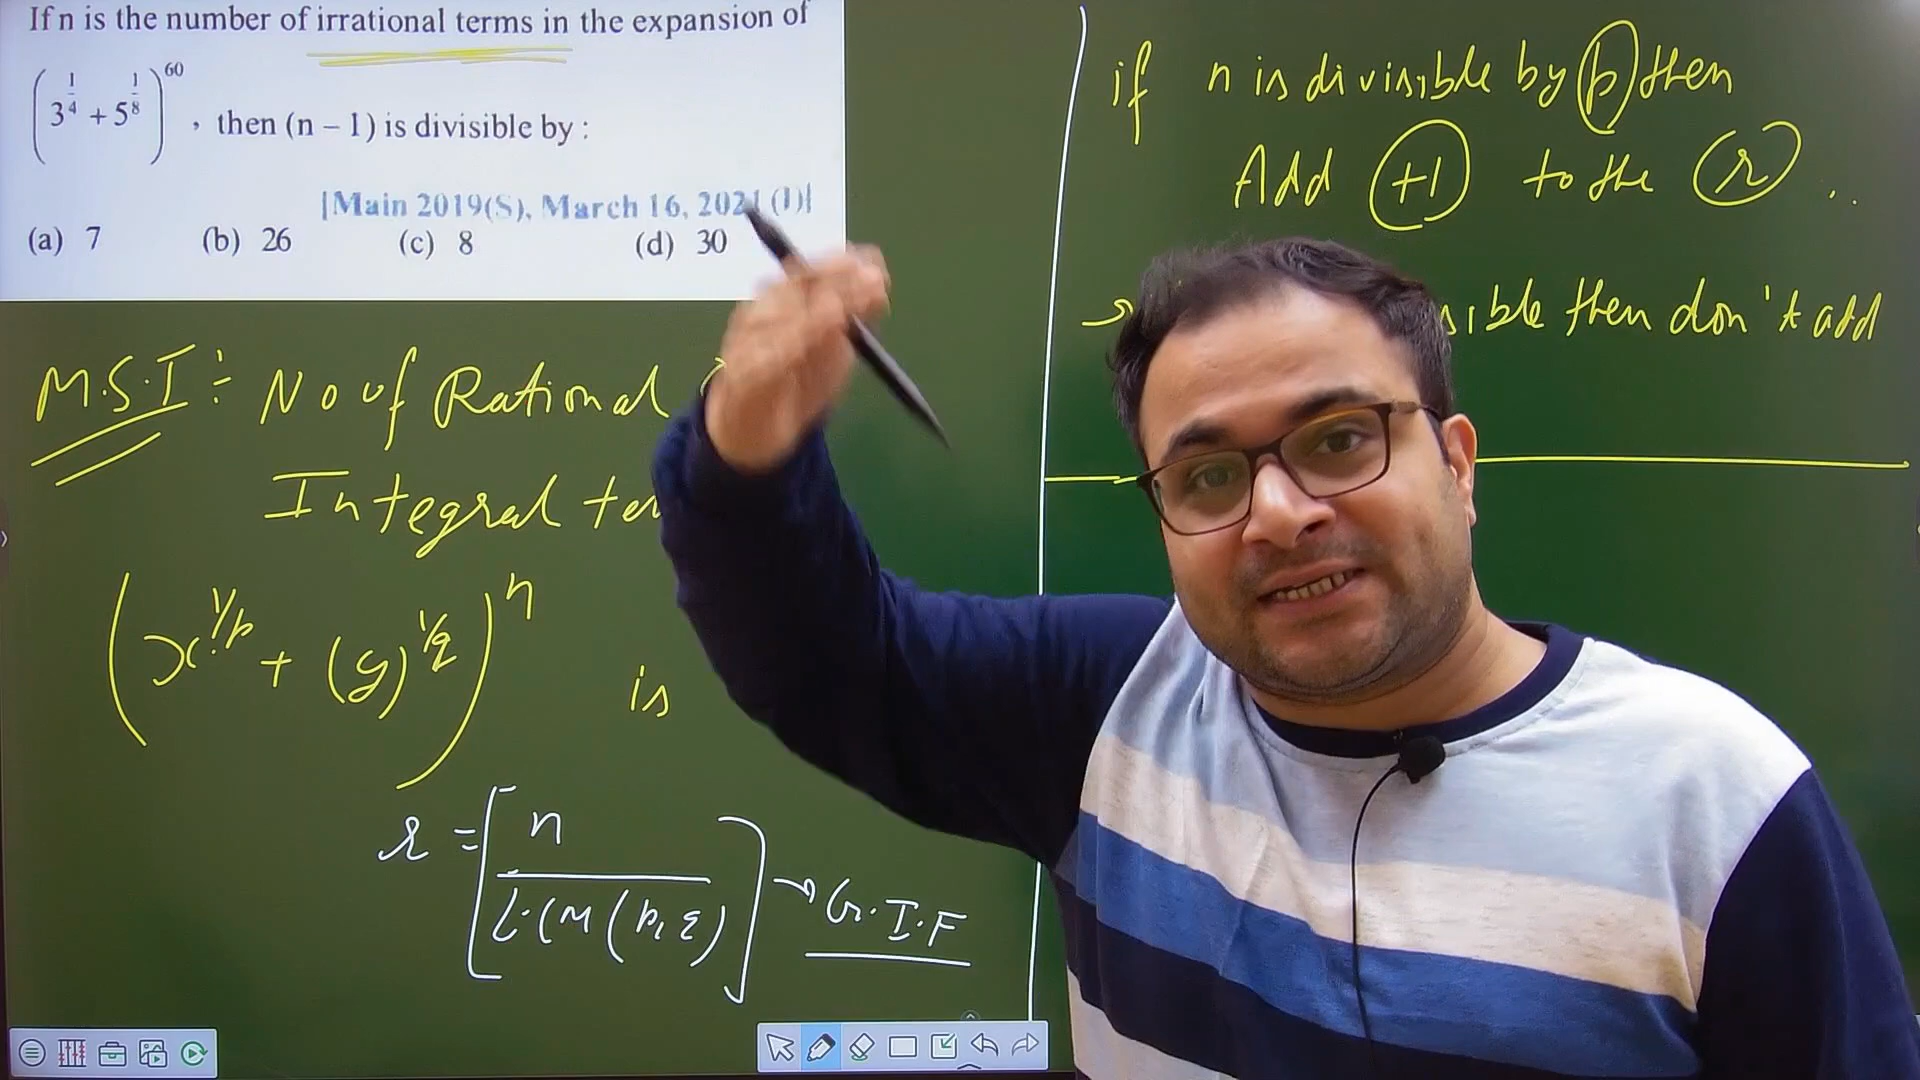 If n is the number of irrational terms in the expansion of
(3^{1/4} + 5^{1/8})^{60}, then (n – 1) is divisible by :
[Main 2019(S), March 16, 2021 (I)]
(a) 7 (b) 26 (c) 8 (d) 30
M.S.I :- No of Rational
Integral
(x^{1/p} + (y)^{1/q})^n is
r = [n / L.C.M (p, q)] → G.I.F
if n is divisible by p then
Add +1 to the r ..
→ then don't add